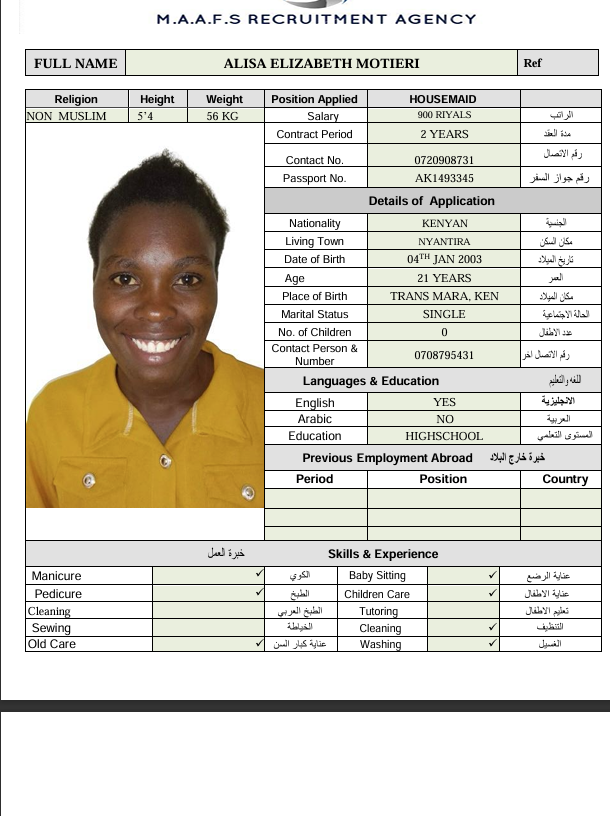 M.A.A.F.S RECRUITMENT AGENCY
FULL NAME ALISA ELIZABETH MOTIERI Ref
Religion Height Weight Position Applied HOUSEMAID
NON MUSLIM 5'4 56 KG Salary 900 RIYALS الراتب
Contract Period 2 YEARS مدة العقد
Contact No. 0720908731 رقم الاتصال
Passport No. AK1493345 رقم جواز السفر
Details of Application
Nationality KENYAN الجنسية
Living Town NYANTIRA مكان السكن
Date of Birth 04TH JAN 2003 تاريخ الميلاد
Age 21 YEARS العمر
Place of Birth TRANS MARA, KEN مكان الميلاد
Marital Status SINGLE الحالة الاجتماعية
No. of Children 0 عدد الاطفال
Contact Person & Number 0708795431 رقم الاتصال اخر
Languages & Education اللغه والتعليم
English YES الانجليزية
Arabic NO العربية
Education HIGHSCHOOL المستوى التعلمي
Previous Employment Abroad خبرة خارج البلاد
Period Position Country
خبرة العمل Skills & Experience
Manicure ✓ الكوي Baby Sitting ✓ عناية الرضع
Pedicure ✓ الطبخ Children Care ✓ عناية الاطفال
Cleaning الطبخ العربي Tutoring تعليم الاطفال
Sewing الخياطة Cleaning ✓ التنظيف
Old Care ✓ عناية كبار السن Washing ✓ الغسيل